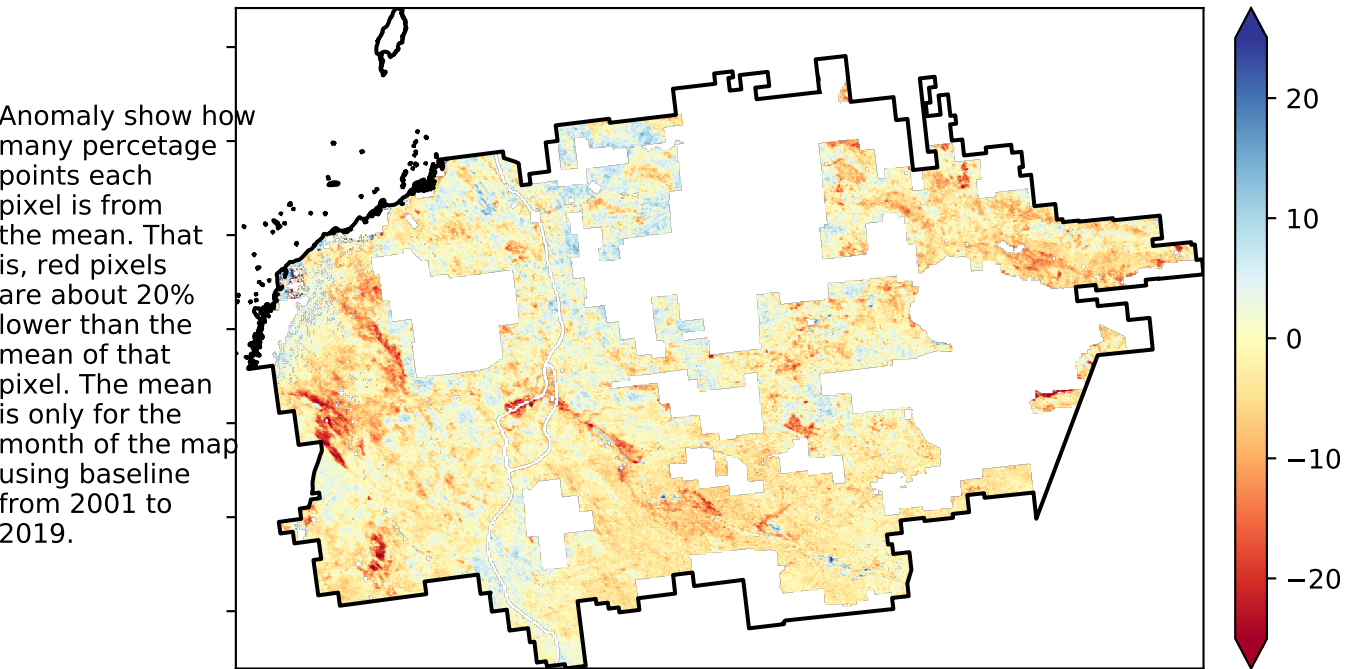 Anomaly show how
many percetage
points each
pixel is from
the mean. That
is, red pixels
are about 20%
lower than the
mean of that
pixel. The mean
is only for the
month of the map
using baseline
from 2001 to
2019.
20
10
0
−10
−20